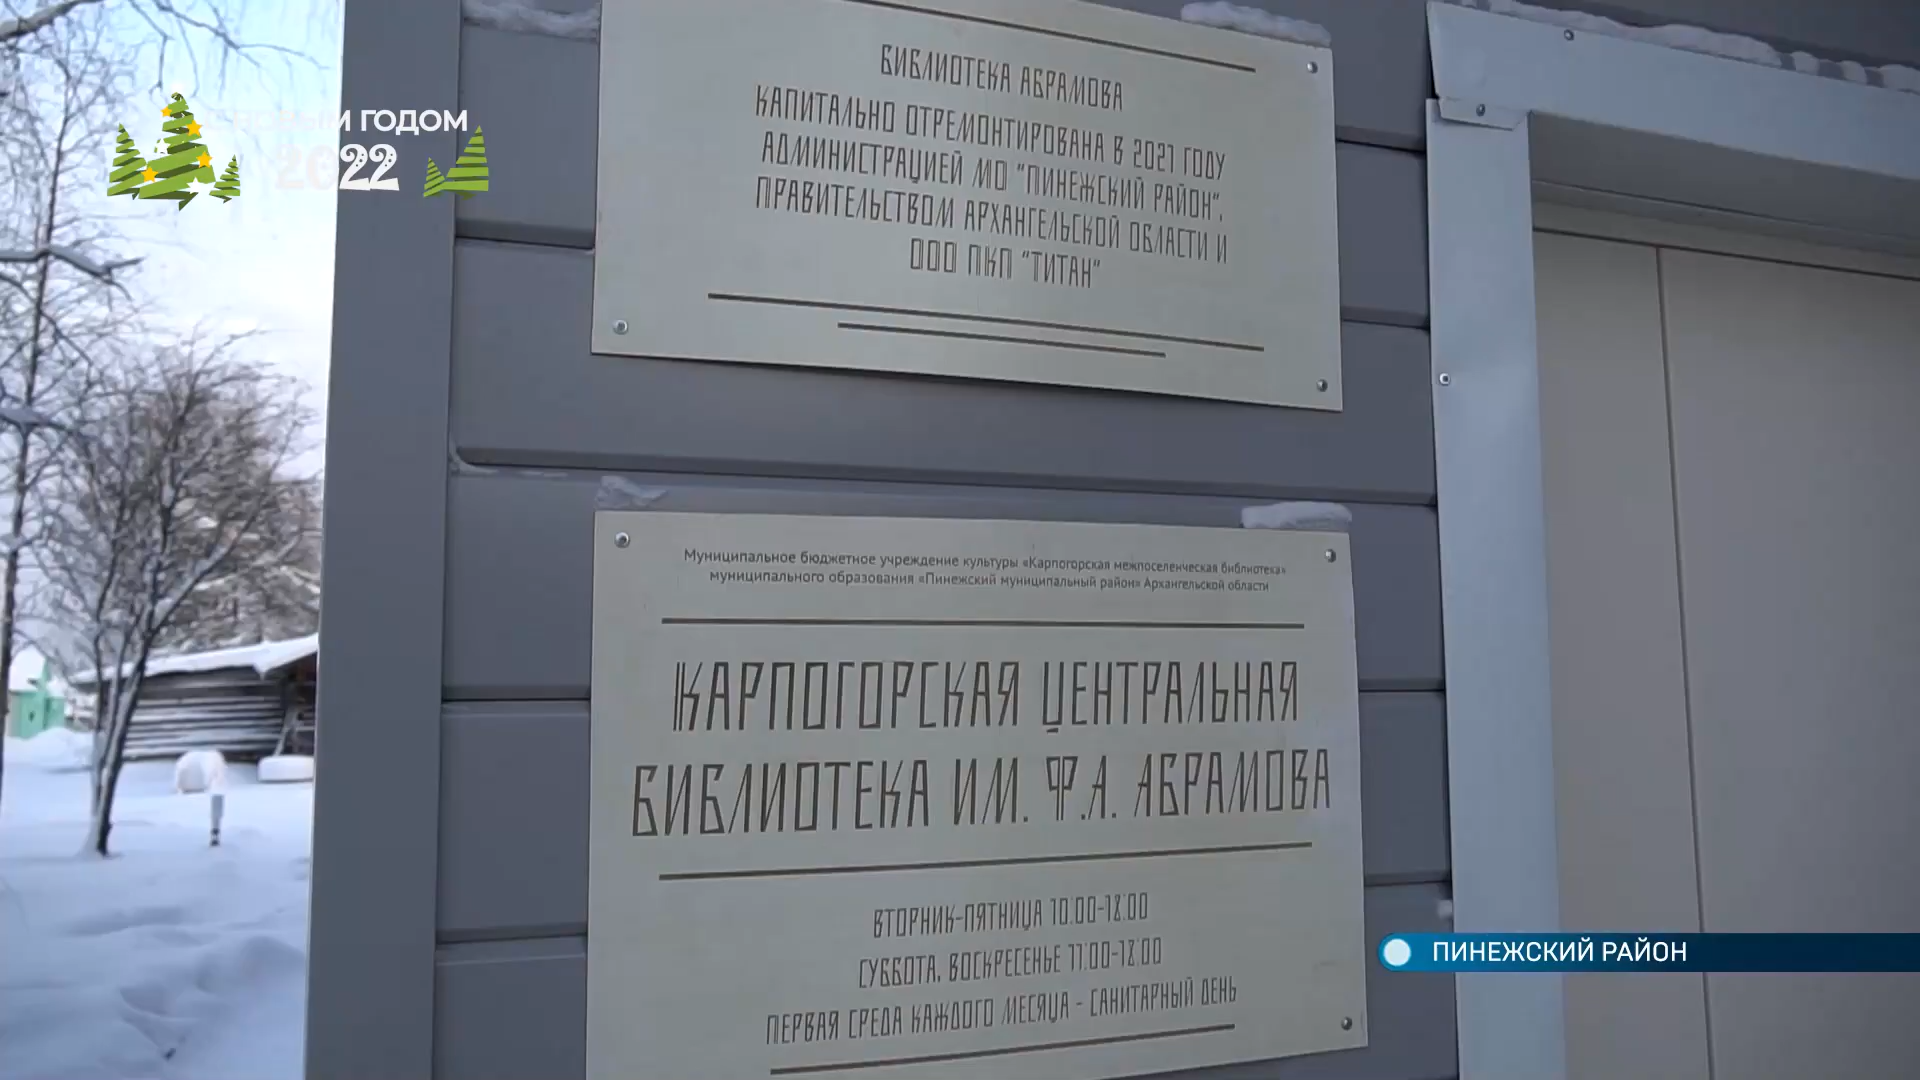 НОВЫМ ГОДОМ
2022
БИБЛИОТЕКА АБРАМОВА
КАПИТАЛЬНО ОТРЕМОНТИРОВАНА В 2021 ГОДУ
АДМИНИСТРАЦИЕЙ МО "ПИНЕЖСКИЙ РАЙОН",
ПРАВИТЕЛЬСТВОМ АРХАНГЕЛЬСКОЙ ОБЛАСТИ И
ООО ПКП "ТИТАН"
Муниципальное бюджетное учреждение культуры «Карпогорская межпоселенческая библиотека»
муниципального образования «Пинежский муниципальный район» Архангельской области
КАРПОГОРСКАЯ ЦЕНТРАЛЬНАЯ
БИБЛИОТЕКА ИМ. Ф.А. АБРАМОВА
ВТОРНИК-ПЯТНИЦА 10:00-18:00
СУББОТА, ВОСКРЕСЕНЬЕ 11:00-18:00
ПЕРВАЯ СРЕДА КАЖДОГО МЕСЯЦА - САНИТАРНЫЙ ДЕНЬ
ПИНЕЖСКИЙ РАЙОН